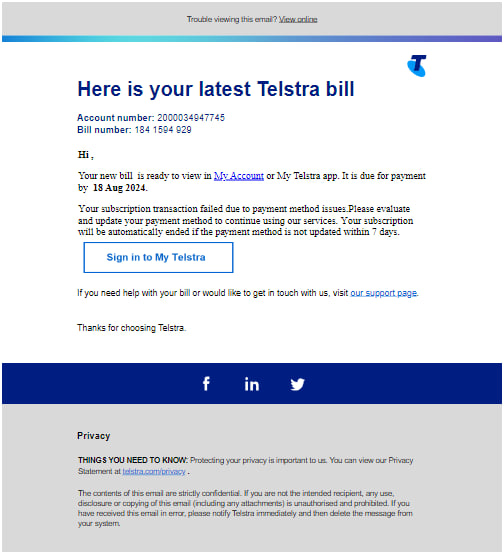 Trouble viewing this email? View online
T
Here is your latest Telstra bill
Account number: 2000034947745
Bill number: 184 1594 929
Hi ,
Your new bill is ready to view in My Account or My Telstra app. It is due for payment
by 18 Aug 2024.
Your subscription transaction failed due to payment method issues.Please evaluate
and update your payment method to continue using our services. Your subscription
will be automatically ended if the payment method is not updated within 7 days.
Sign in to My Telstra
If you need help with your bill or would like to get in touch with us, visit our support page.
Thanks for choosing Telstra.
f in
Privacy
THINGS YOU NEED TO KNOW: Protecting your privacy is important to us. You can view our Privacy
Statement at telstra.com/privacy .
The contents of this email are strictly confidential. If you are not the intended recipient, any use,
disclosure or copying of this email (including any attachments) is unauthorised and prohibited. If you
have received this email in error, please notify Telstra immediately and then delete the message from
your system.